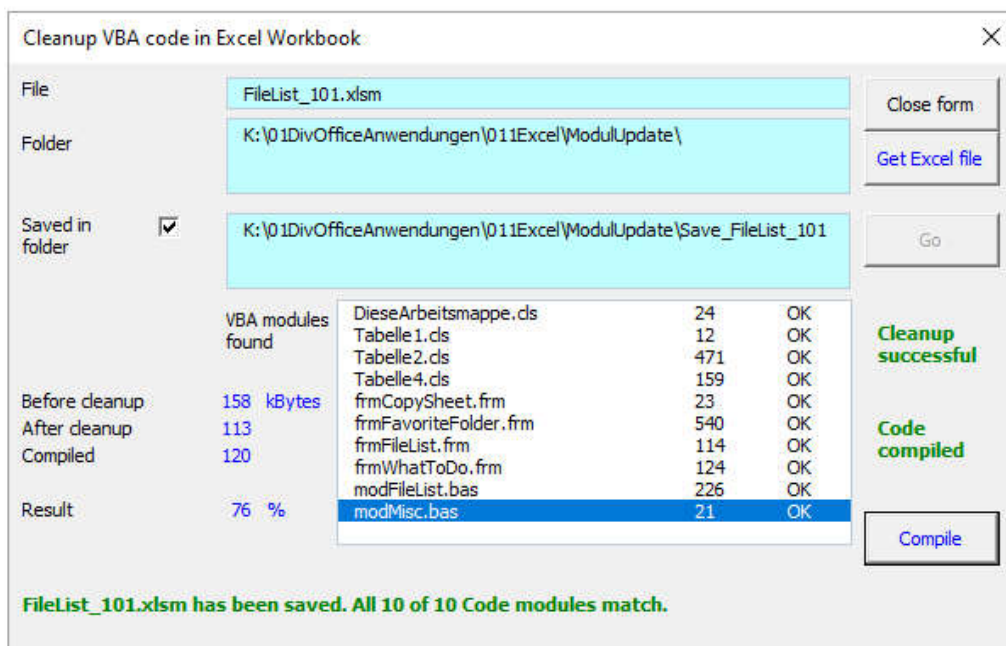 Cleanup VBA code in Excel Workbook
File
FileList_101.xlsm
Close form
Folder
K:\01DivOfficeAnwendungen\011Excel\ModulUpdate\
Get Excel file
Saved in
folder
K:\01DivOfficeAnwendungen\011Excel\ModulUpdate\Save_FileList_101
Go
VBA modules
found
DieseArbeitsmappe.cls 24 OK
Tabelle1.cls 12 OK
Tabelle2.cls 471 OK
Tabelle4.cls 159 OK
frmCopySheet.frm 23 OK
frmFavoriteFolder.frm 540 OK
frmFileList.frm 114 OK
frmWhatToDo.frm 124 OK
modFileList.bas 226 OK
modMisc.bas 21 OK
Cleanup
successful
Before cleanup 158 kBytes
After cleanup 113
Compiled 120
Code
compiled
Result 76 %
Compile
FileList_101.xlsm has been saved. All 10 of 10 Code modules match.